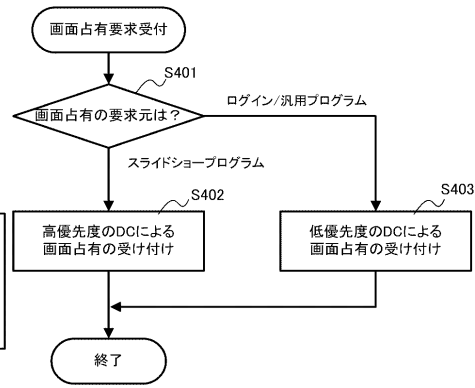 画面占有要求受付
S401
画面占有の要求元は？
ログイン/汎用プログラム
スライドショープログラム
S402
高優先度のDCによる
画面占有の受け付け
S403
低優先度のDCによる
画面占有の受け付け
終了